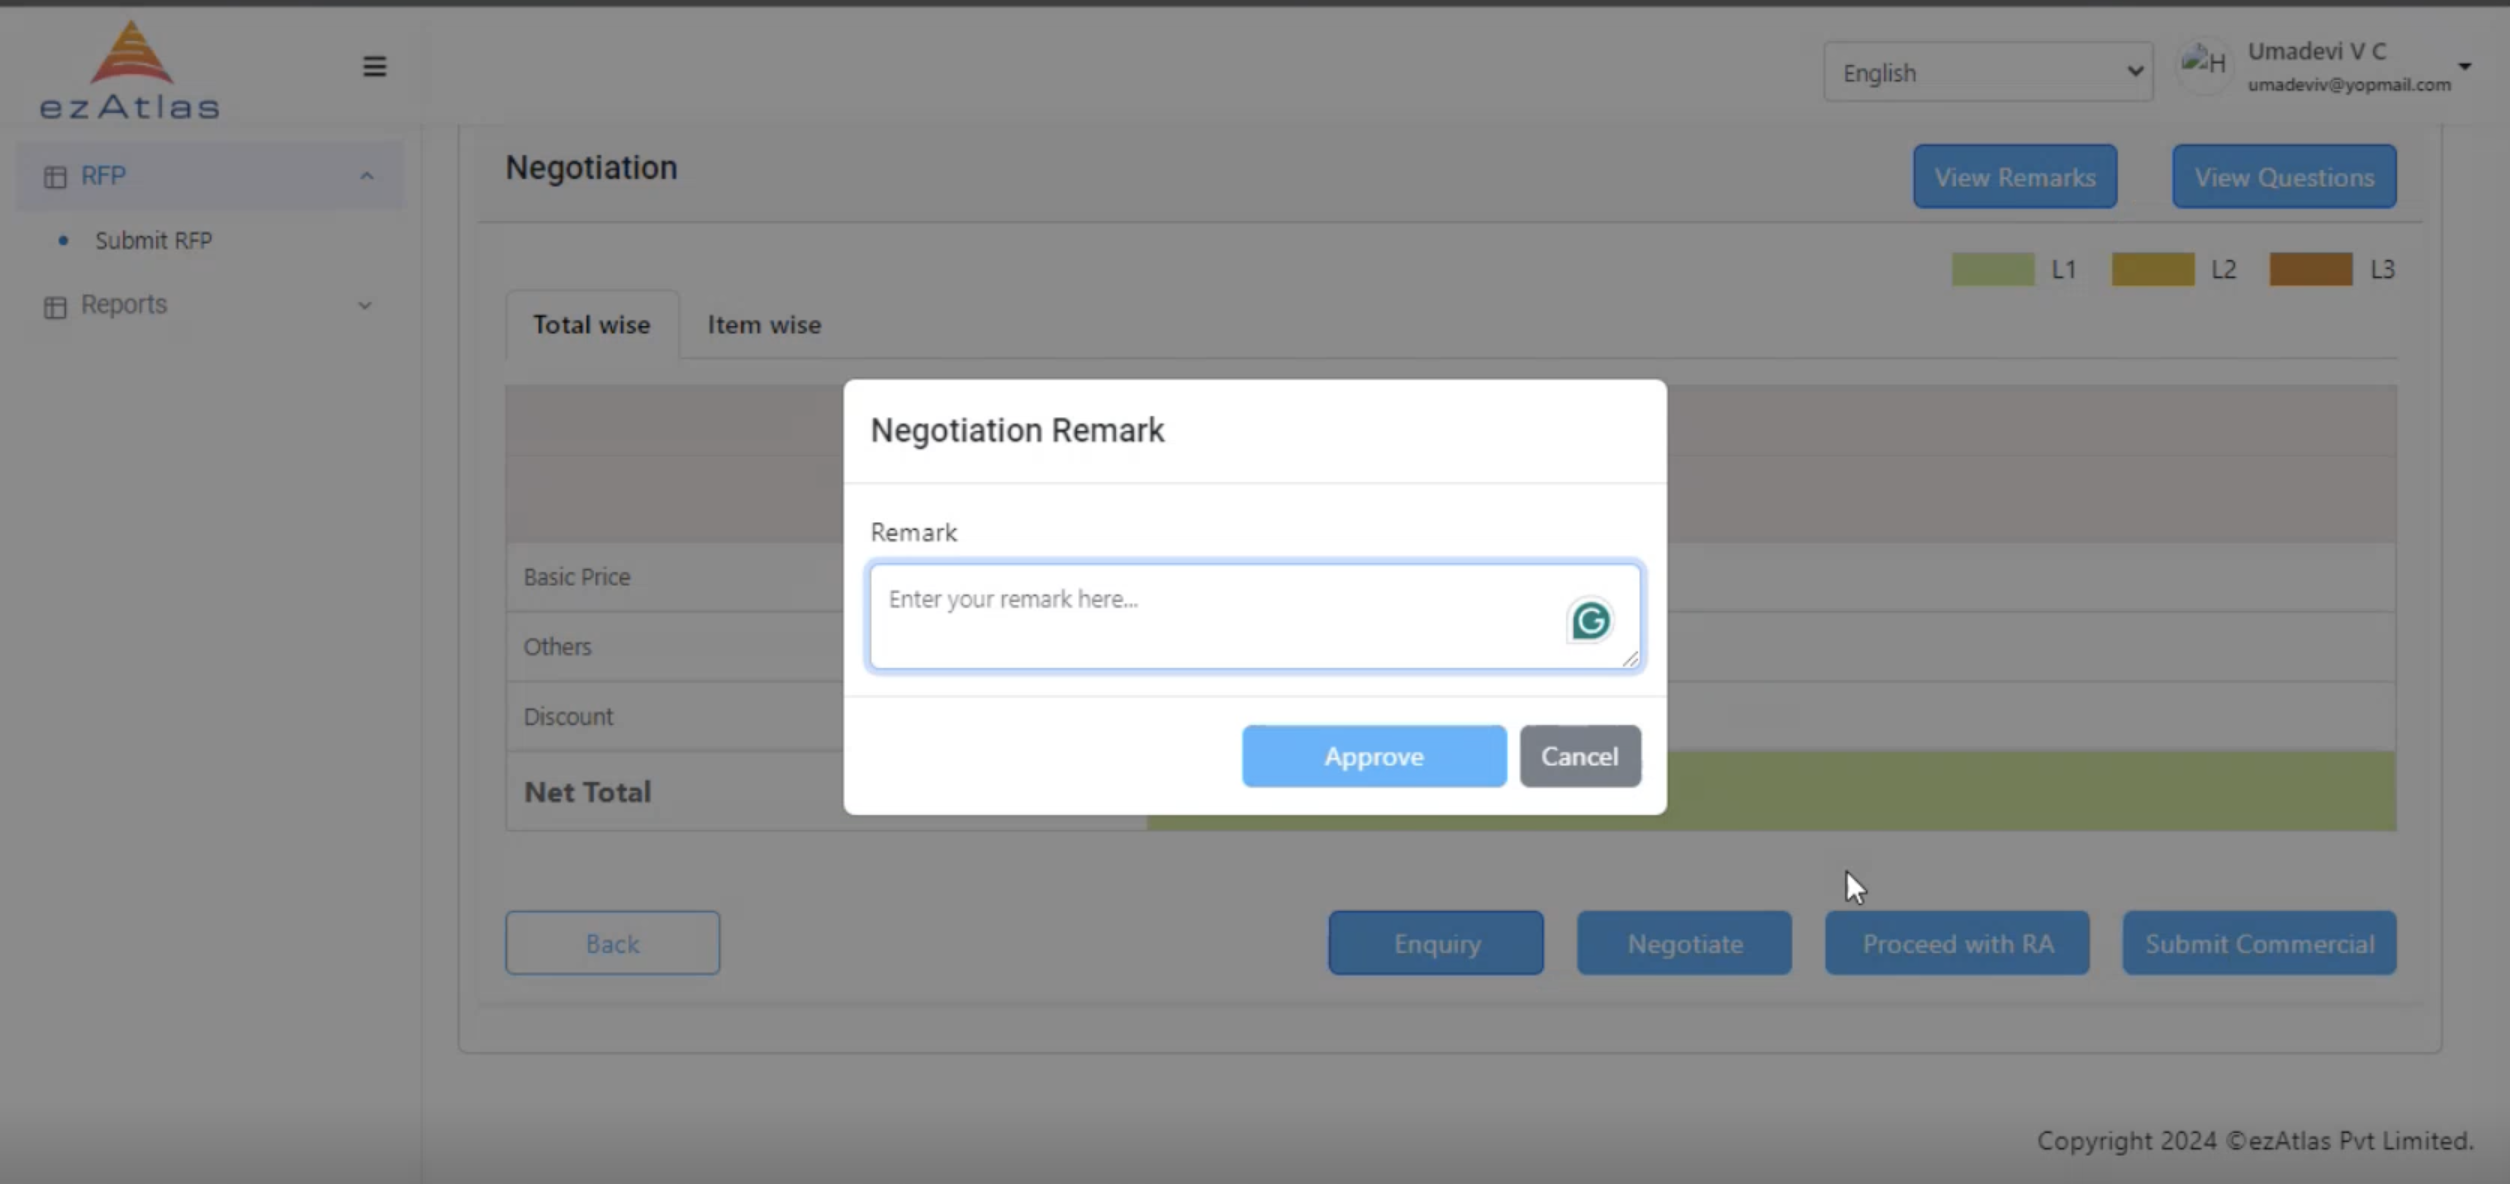 ezAtlas
English
H
Umadevi V C
umadeviv@yopmail.com
RFP
Submit RFP
Reports
Negotiation
View Remarks
View Questions
L1
L2
L3
Total wise
Item wise
Negotiation Remark
Remark
Enter your remark here...
Approve
Cancel
Basic Price
Others
Discount
Net Total
Back
Enquiry
Negotiate
Proceed with RA
Submit Commercial
Copyright 2024 ©ezAtlas Pvt Limited.